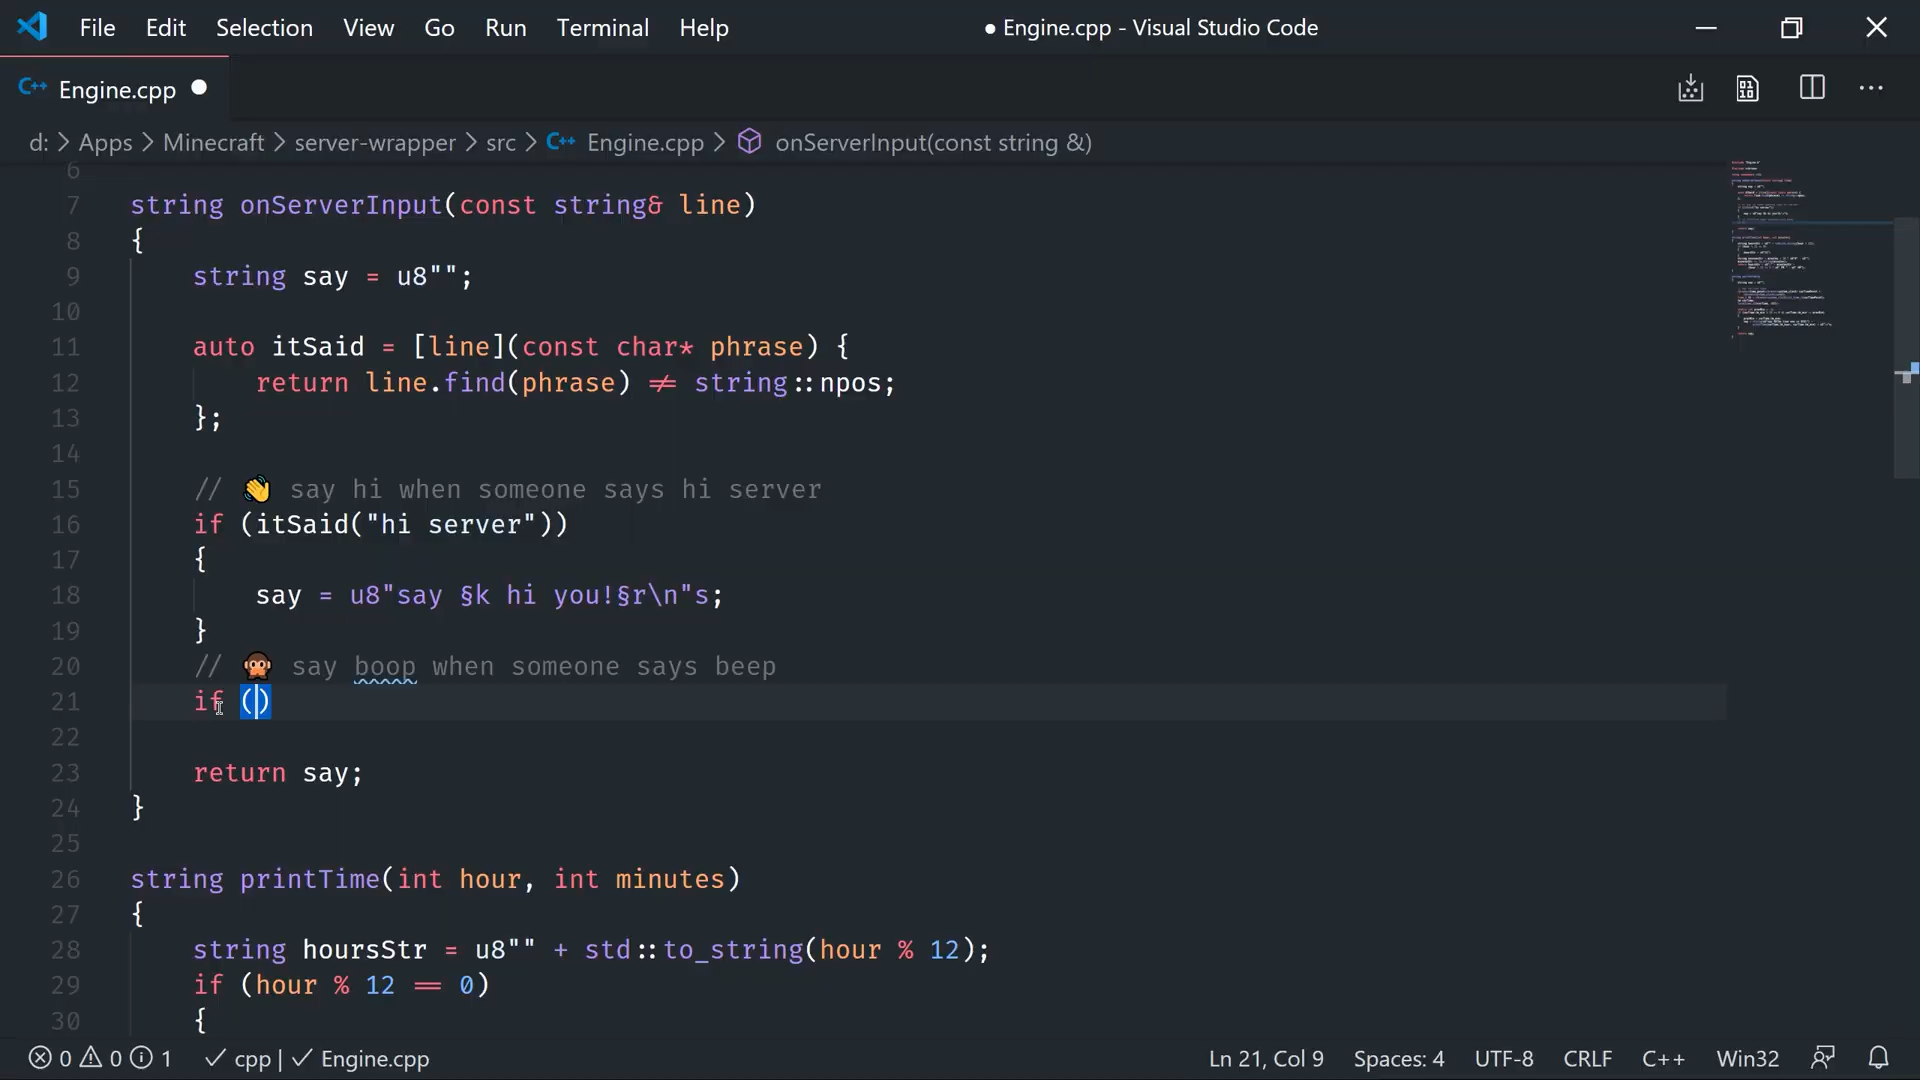 File Edit Selection View Go Run Terminal Help ● Engine.cpp - Visual Studio Code
C++ Engine.cpp ●
d: > Apps > Minecraft > server-wrapper > src > C++ Engine.cpp > onServerInput(const string &)
6
7 string onServerInput(const string& line)
8 {
9 string say = u8"";
10
11 auto itSaid = [line](const char* phrase) {
12 return line.find(phrase) ≠ string::npos;
13 };
14
15 // 👋 say hi when someone says hi server
16 if (itSaid("hi server"))
17 {
18 say = u8"say §k hi you!§r\n"s;
19 }
20 // 🙊 say boop when someone says beep
21 if ()
22
23 return say;
24 }
25
26 string printTime(int hour, int minutes)
27 {
28 string hoursStr = u8"" + std::to_string(hour % 12);
29 if (hour % 12 == 0)
30 {
0 0 1 ✓ cpp | ✓ Engine.cpp Ln 21, Col 9 Spaces: 4 UTF-8 CRLF C++ Win32